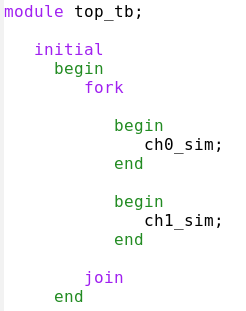 module top_tb;
initial
begin
fork
begin
ch0_sim;
end
begin
ch1_sim;
end
join
end